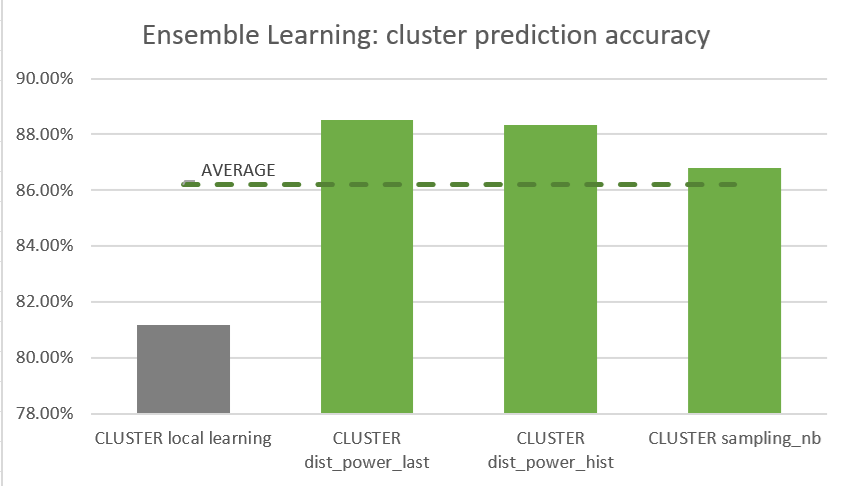 Ensemble Learning: cluster prediction accuracy
90.00%
88.00%
AVERAGE
86.00%
84.00%
82.00%
80.00%
78.00%
CLUSTER local learning
CLUSTER
dist_power_last
CLUSTER
dist_power_hist
CLUSTER sampling_nb